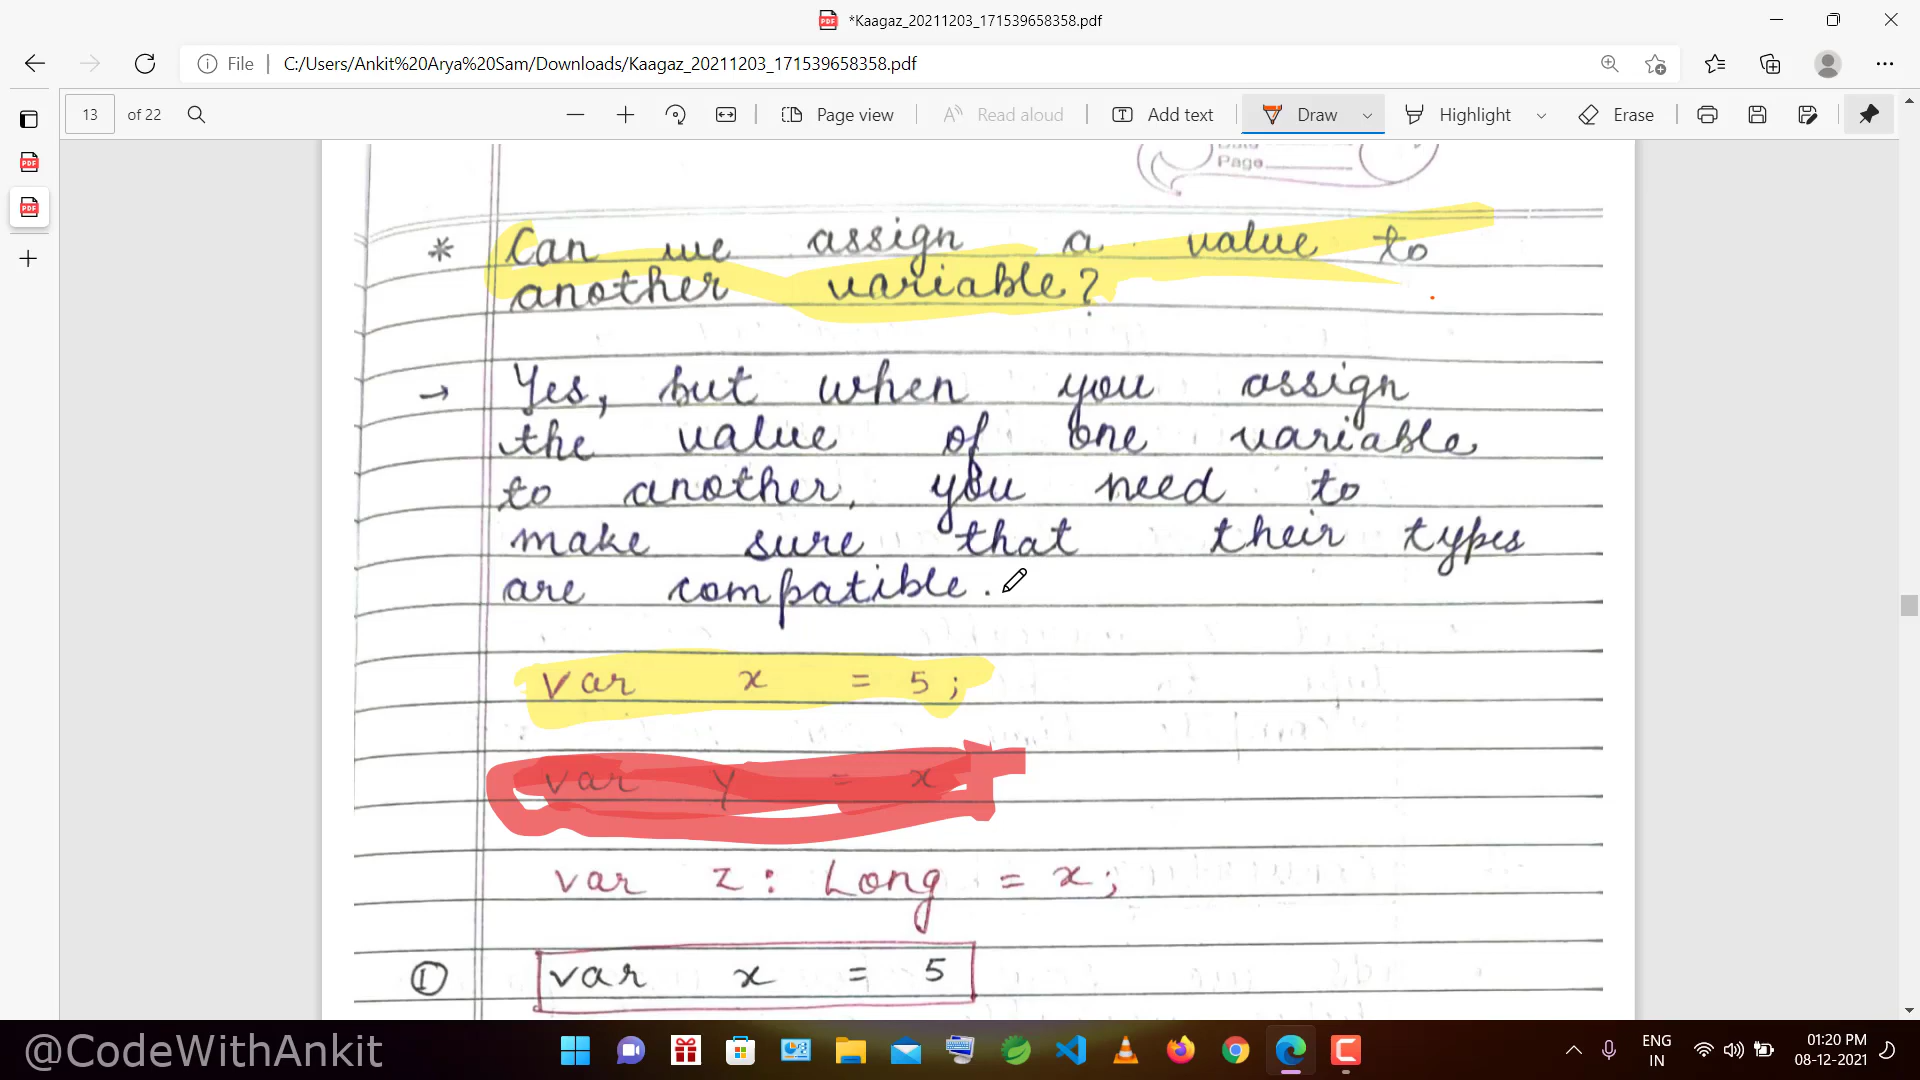 *Kaagaz_20211203_171539658358.pdf
File C:/Users/Ankit%20Arya%20Sam/Downloads/Kaagaz_20211203_171539658358.pdf
13 of 22 Page view Read aloud Add text Draw Highlight Erase
Page
* Can we assign a value to
another variable?
→ Yes, but when you assign
the value of one variable
to another, you need to
make sure that their types
are compatible.
var x = 5;
var y = x
var z: Long = x;
① var x = 5
@CodeWithAnkit
ENG
IN
01:20 PM
08-12-2021